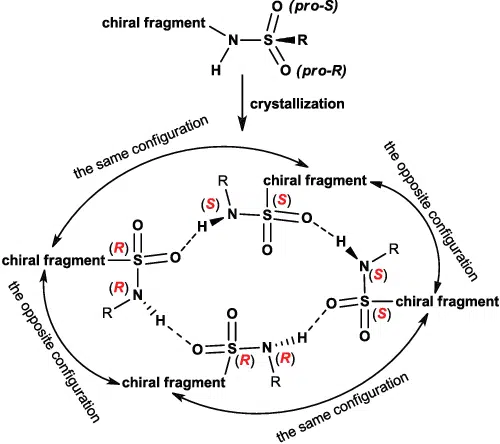 O (pro-S)
chiral fragment
N S R
H O (pro-R)
crystallization
the same configuration
the opposite configuration
R chiral fragment
(S) (S)
H N S O
O
H R
N (S)
O S chiral fragment
(S)
O
O
(R)
chiral fragment S O
(R)
N
R H
O
O S N H
(R) (R)
R
chiral fragment
the opposite configuration
the same configuration